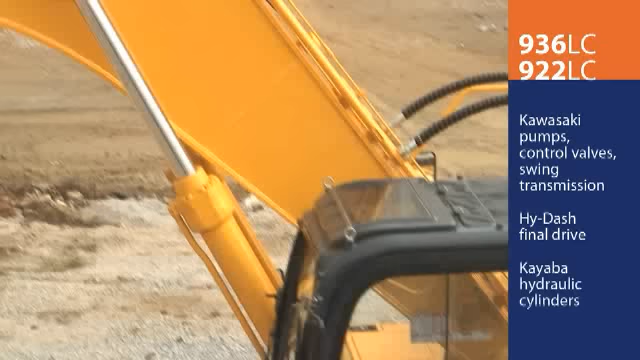 936LC
922LC
Kawasaki
pumps,
control valves,
swing
transmission
Hy-Dash
final drive
Kayaba
hydraulic
cylinders